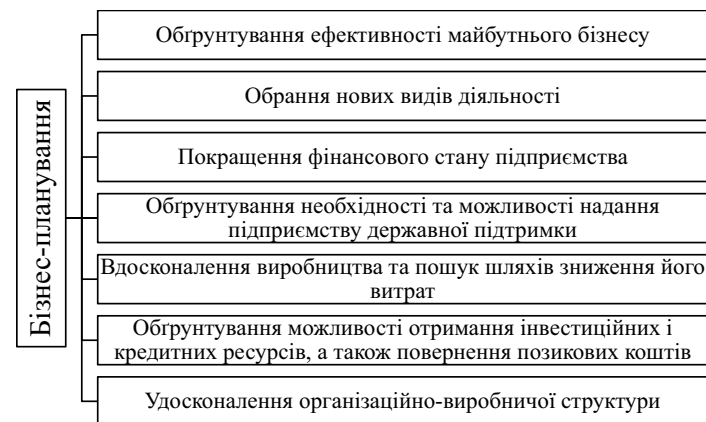 Бізнес-планування
Обґрунтування ефективності майбутнього бізнесу
Обрання нових видів діяльності
Покращення фінансового стану підприємства
Обґрунтування необхідності та можливості надання
підприємству державної підтримки
Вдосконалення виробництва та пошук шляхів зниження його
витрат
Обґрунтування можливості отримання інвестиційних і
кредитних ресурсів, а також повернення позикових коштів
Удосконалення організаційно-виробничої структури